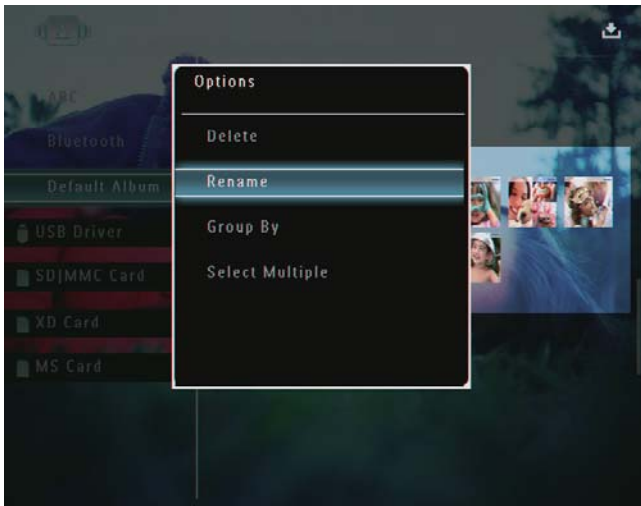 ABC
Bluetooth
Default Album
USB Driver
SD|MMC Card
XD Card
MS Card
Options
Delete
Rename
Group By
Select Multiple